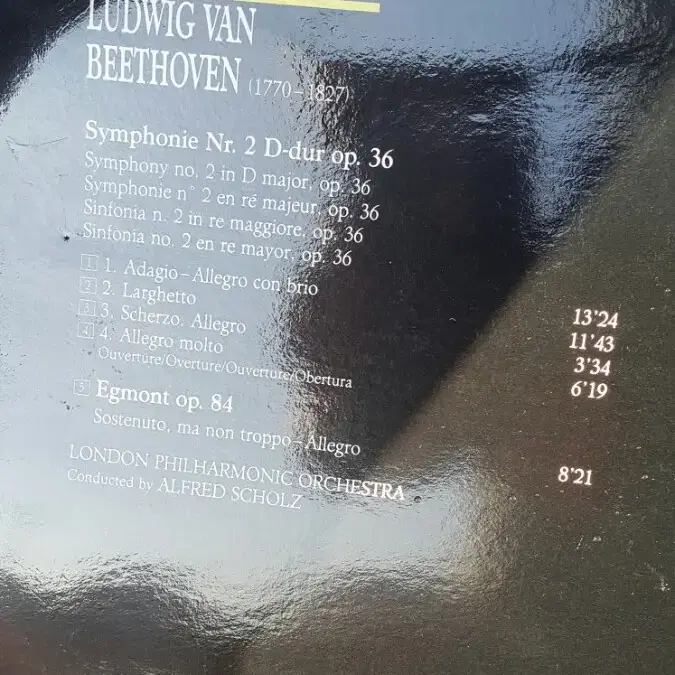 LUDWIG VAN
BEETHOVEN (1770–1827)
Symphonie Nr. 2 D-dur op. 36
Symphony no. 2 in D major, op. 36
Symphonie n° 2 en ré majeur, op. 36
Sinfonia n. 2 in re maggiore, op. 36
Sinfonía no. 2 en re mayor, op. 36
1 1. Adagio – Allegro con brio 13'24
2 2. Larghetto 11'43
3 3. Scherzo. Allegro 3'34
4 4. Allegro molto 6'19
Ouvertüre/Overture/Ouverture/Obertura
5 Egmont op. 84
Sostenuto, ma non troppo – Allegro 8'21
LONDON PHILHARMONIC ORCHESTRA
Conducted by ALFRED SCHOLZ